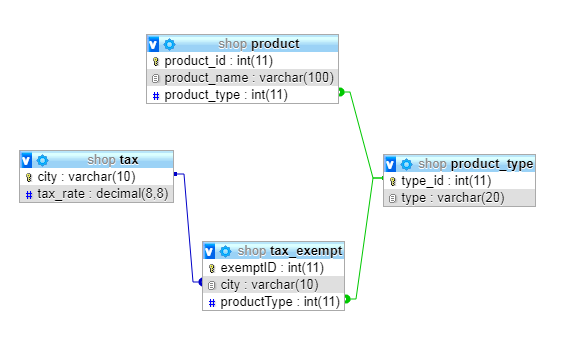 shop product
product_id : int(11)
product_name : varchar(100)
# product_type : int(11)
shop tax
city : varchar(10)
# tax_rate : decimal(8,8)
shop product_type
type_id : int(11)
type : varchar(20)
shop tax_exempt
exemptID : int(11)
city : varchar(10)
# productType : int(11)